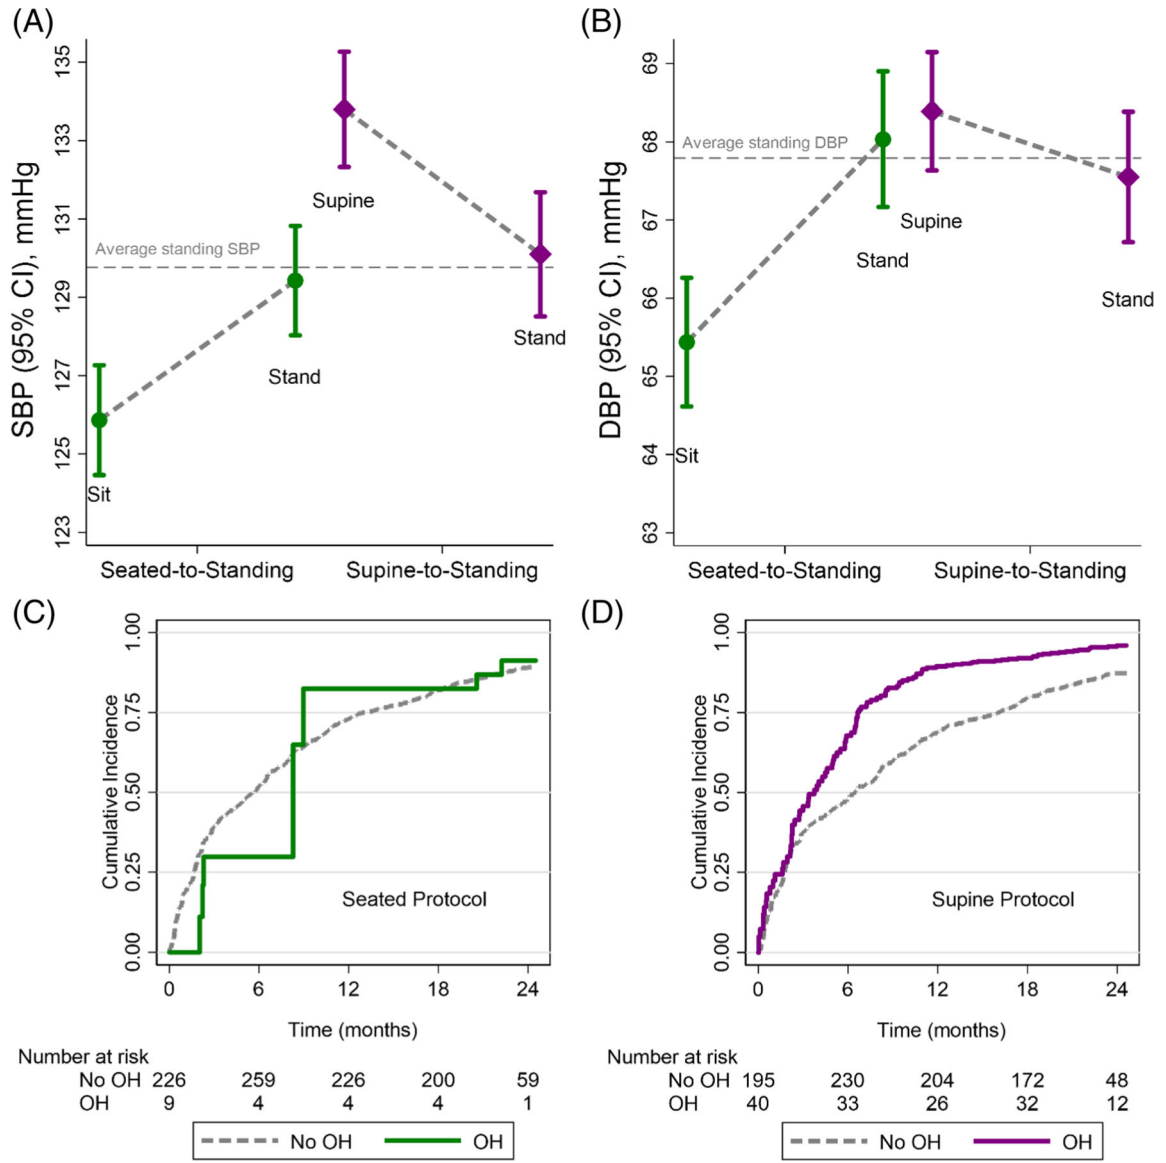 (A)
SBP (95% CI), mmHg
135
133
131
129
127
125
123
Average standing SBP
Supine
Stand
Stand
Sit
Seated-to-Standing Supine-to-Standing
(B)
DBP (95% CI), mmHg
69
68
67
66
65
64
63
Average standing DBP
Supine
Stand
Stand
Sit
Seated-to-Standing Supine-to-Standing
(C)
Cumulative Incidence
1.00
0.75
0.50
0.25
0.00
Seated Protocol
0 6 12 18 24
Time (months)
Number at risk
No OH 226 259 226 200 59
OH 9 4 4 4 1
No OH OH
(D)
Cumulative Incidence
1.00
0.75
0.50
0.25
0.00
Supine Protocol
0 6 12 18 24
Time (months)
Number at risk
No OH 195 230 204 172 48
OH 40 33 26 32 12
No OH OH